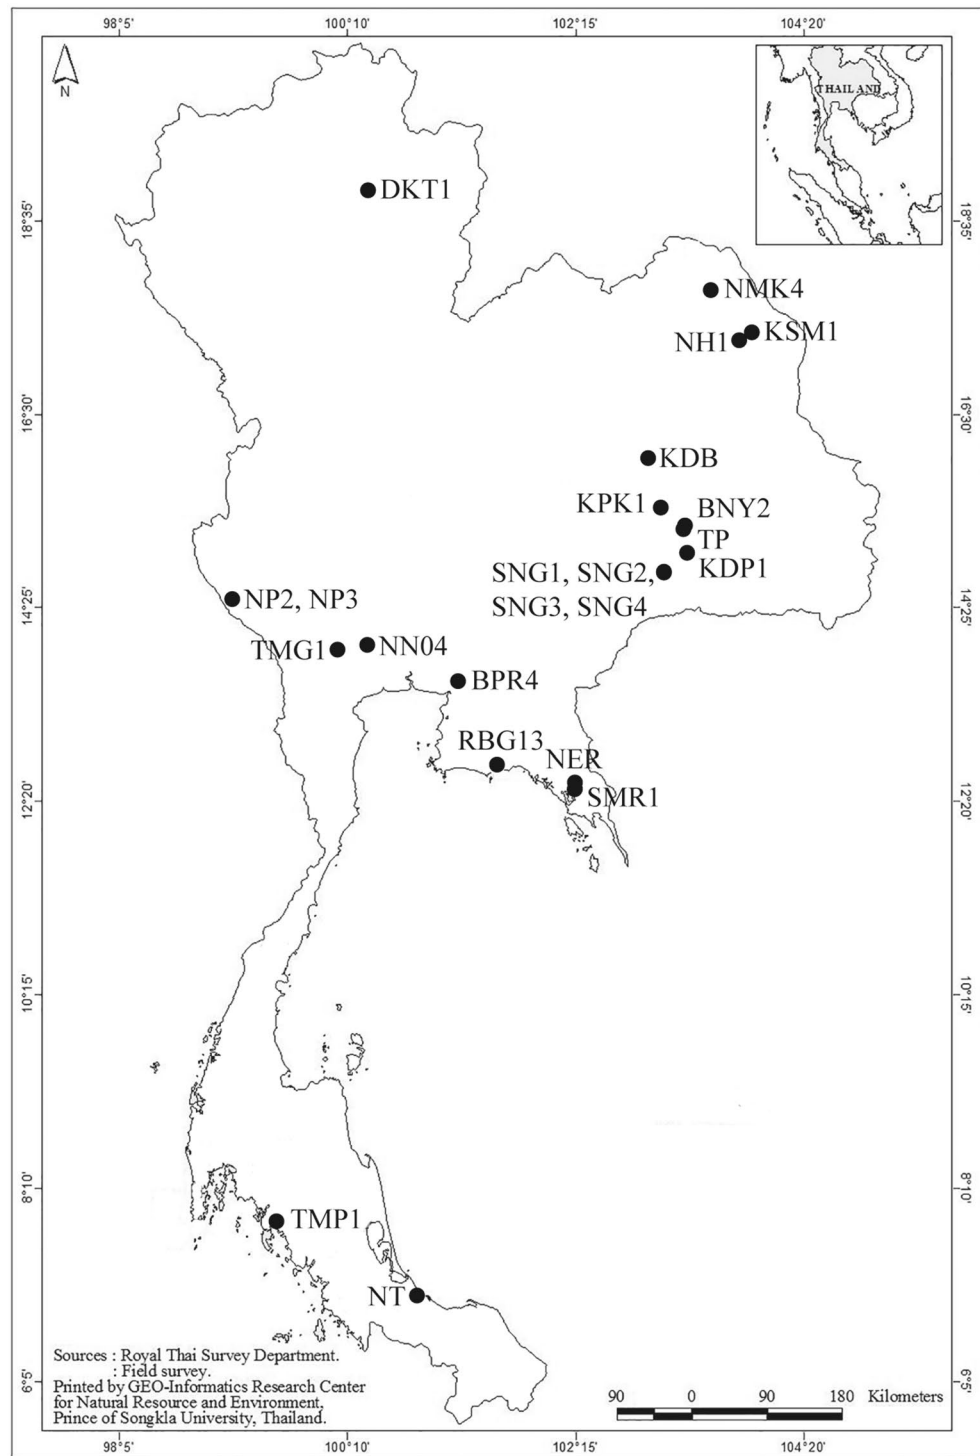 98°5'
100°10'
102°15'
104°20'
N
THAILAND
DKT1
18°35'
18°35'
NMK4
KSM1
NH1
16°30'
16°30'
KDB
KPK1
BNY2
TP
KDP1
SNG1, SNG2,
SNG3, SNG4
NP2, NP3
14°25'
14°25'
TMG1
NN04
BPR4
RBG13
NER
SMR1
12°20'
12°20'
10°15'
10°15'
8°10'
8°10'
TMP1
NT
Sources : Royal Thai Survey Department.
: Field survey.
Printed by GEO-Informatics Research Center
for Natural Resource and Environment,
Prince of Songkla University, Thailand.
6°5'
6°5'
90 0 90 180 Kilometers
98°5'
100°10'
102°15'
104°20'